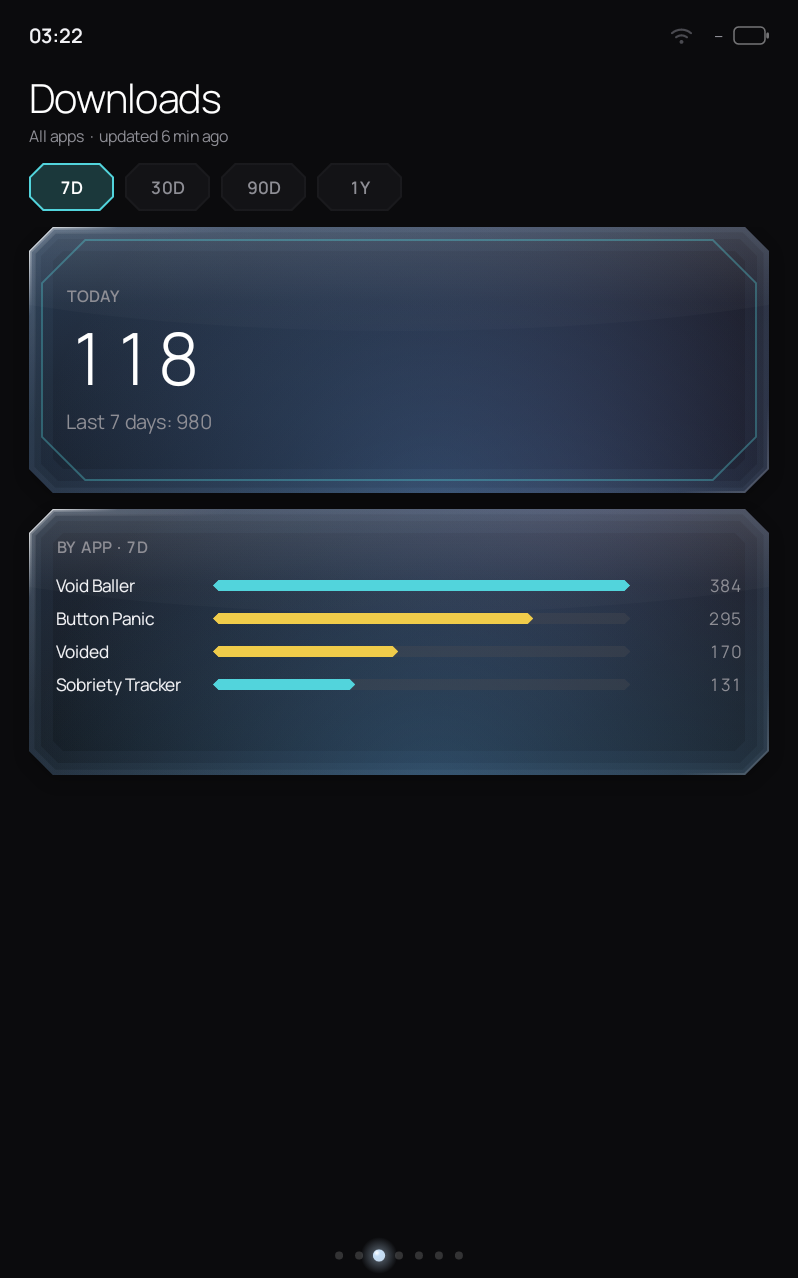 03:22
–
Downloads
All apps · updated 6 min ago
7D 30D 90D 1Y
TODAY
118
Last 7 days: 980
BY APP · 7D
Void Baller 384
Button Panic 295
Voided 170
Sobriety Tracker 131